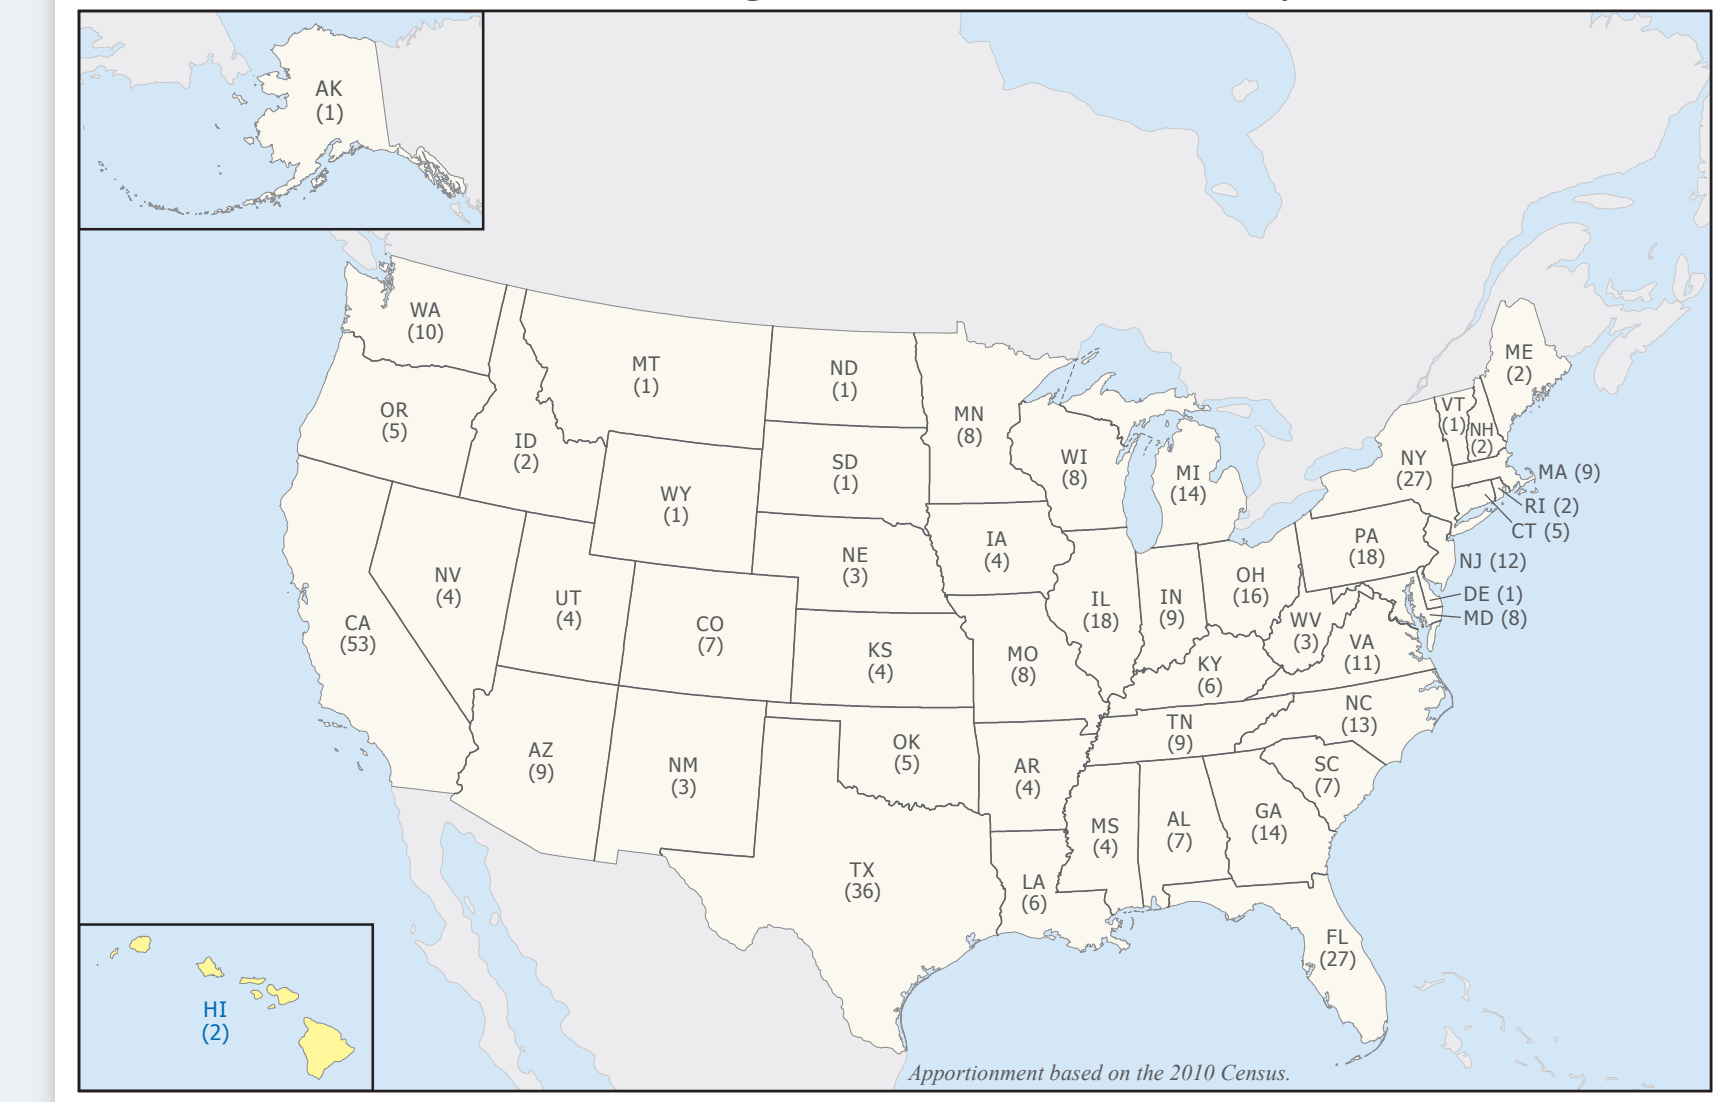 AK
(1)
WA
(10)
MT
(1)
ND
(1)
MN
(8)
ME
(2)
VT
(1)
NH
(2)
OR
(5)
ID
(2)
SD
(1)
WI
(8)
MI
(14)
NY
(27)
MA (9)
RI (2)
CT (5)
WY
(1)
IA
(4)
PA
(18)
NJ (12)
NE
(3)
NV
(4)
UT
(4)
CO
(7)
IL
(18)
IN
(9)
OH
(16)
DE (1)
MD (8)
CA
(53)
WV
(3)
VA
(11)
KS
(4)
MO
(8)
KY
(6)
NC
(13)
TN
(9)
AZ
(9)
NM
(3)
OK
(5)
AR
(4)
SC
(7)
MS
(4)
AL
(7)
GA
(14)
TX
(36)
LA
(6)
FL
(27)
HI
(2)
Apportionment based on the 2010 Census.